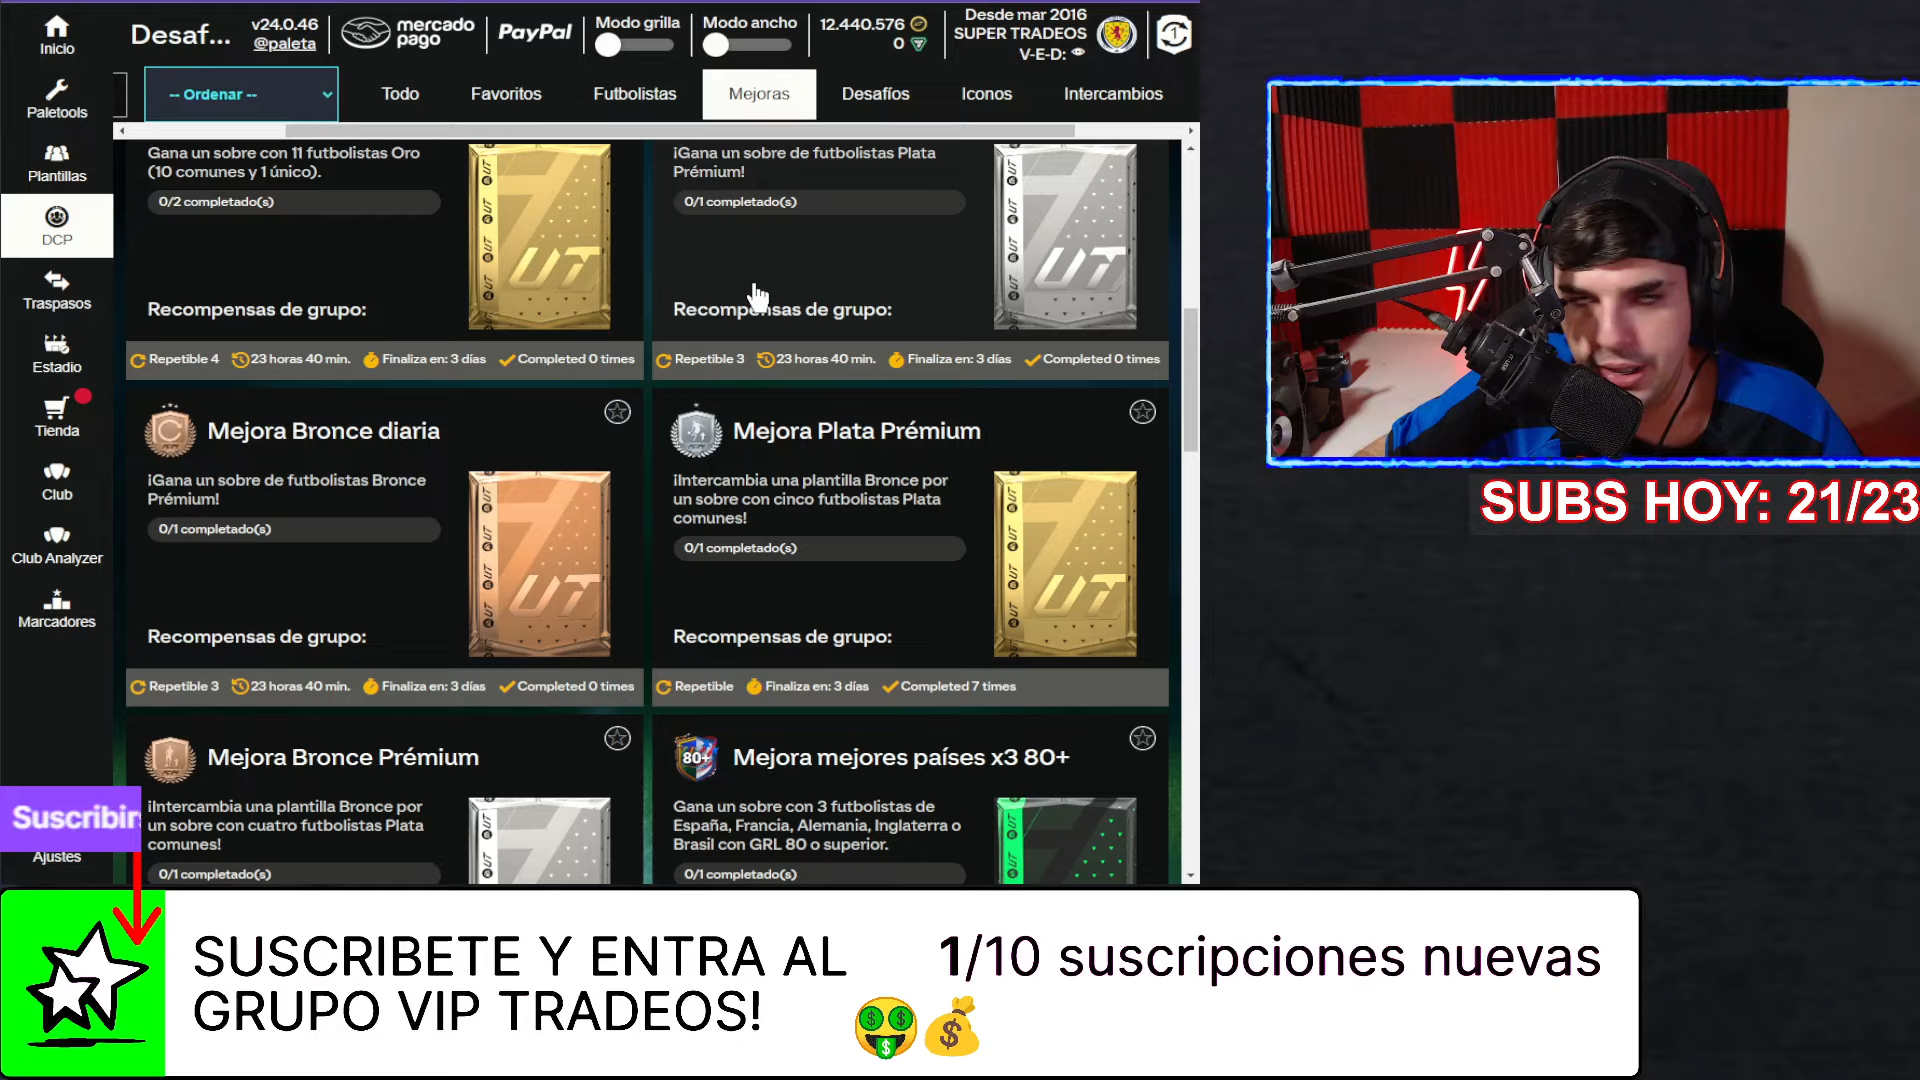 Inicio
Paletools
Plantillas
DCP
Traspasos
Estadio
Tienda
Club
Club Analyzer
Marcadores
Ajustes
Desaf...
v24.0.46
@paleta
mercado
pago
PayPal
Modo grilla
Modo ancho
12.440.576
0
Desde mar 2016
SUPER TRADEOS
V-E-D:
1
-- Ordenar --
Todo
Favoritos
Futbolistas
Mejoras
Desafíos
Iconos
Intercambios
Gana un sobre con 11 futbolistas Oro
(10 comunes y 1 único).
0/2 completado(s)
Recompensas de grupo:
UT
Repetible 4
23 horas 40 min.
Finaliza en: 3 días
Completed 0 times
¡Gana un sobre de futbolistas Plata
Prémium!
0/1 completado(s)
Recompensas de grupo:
UT
Repetible 3
23 horas 40 min.
Finaliza en: 3 días
Completed 0 times
Mejora Bronce diaria
¡Gana un sobre de futbolistas Bronce
Prémium!
0/1 completado(s)
Recompensas de grupo:
UT
Repetible 3
23 horas 40 min.
Finaliza en: 3 días
Completed 0 times
Mejora Plata Prémium
¡Intercambia una plantilla Bronce por
un sobre con cinco futbolistas Plata
comunes!
0/1 completado(s)
Recompensas de grupo:
UT
Repetible
Finaliza en: 3 días
Completed 7 times
Mejora Bronce Prémium
¡Intercambia una plantilla Bronce por
un sobre con cuatro futbolistas Plata
comunes!
0/1 completado(s)
UT
80+
Mejora mejores países x3 80+
Gana un sobre con 3 futbolistas de
España, Francia, Alemania, Inglaterra o
Brasil con GRL 80 o superior.
0/1 completado(s)
UT
SUBS HOY: 21/23
Suscribir
SUSCRIBETE Y ENTRA AL
GRUPO VIP TRADEOS!
1/10 suscripciones nuevas